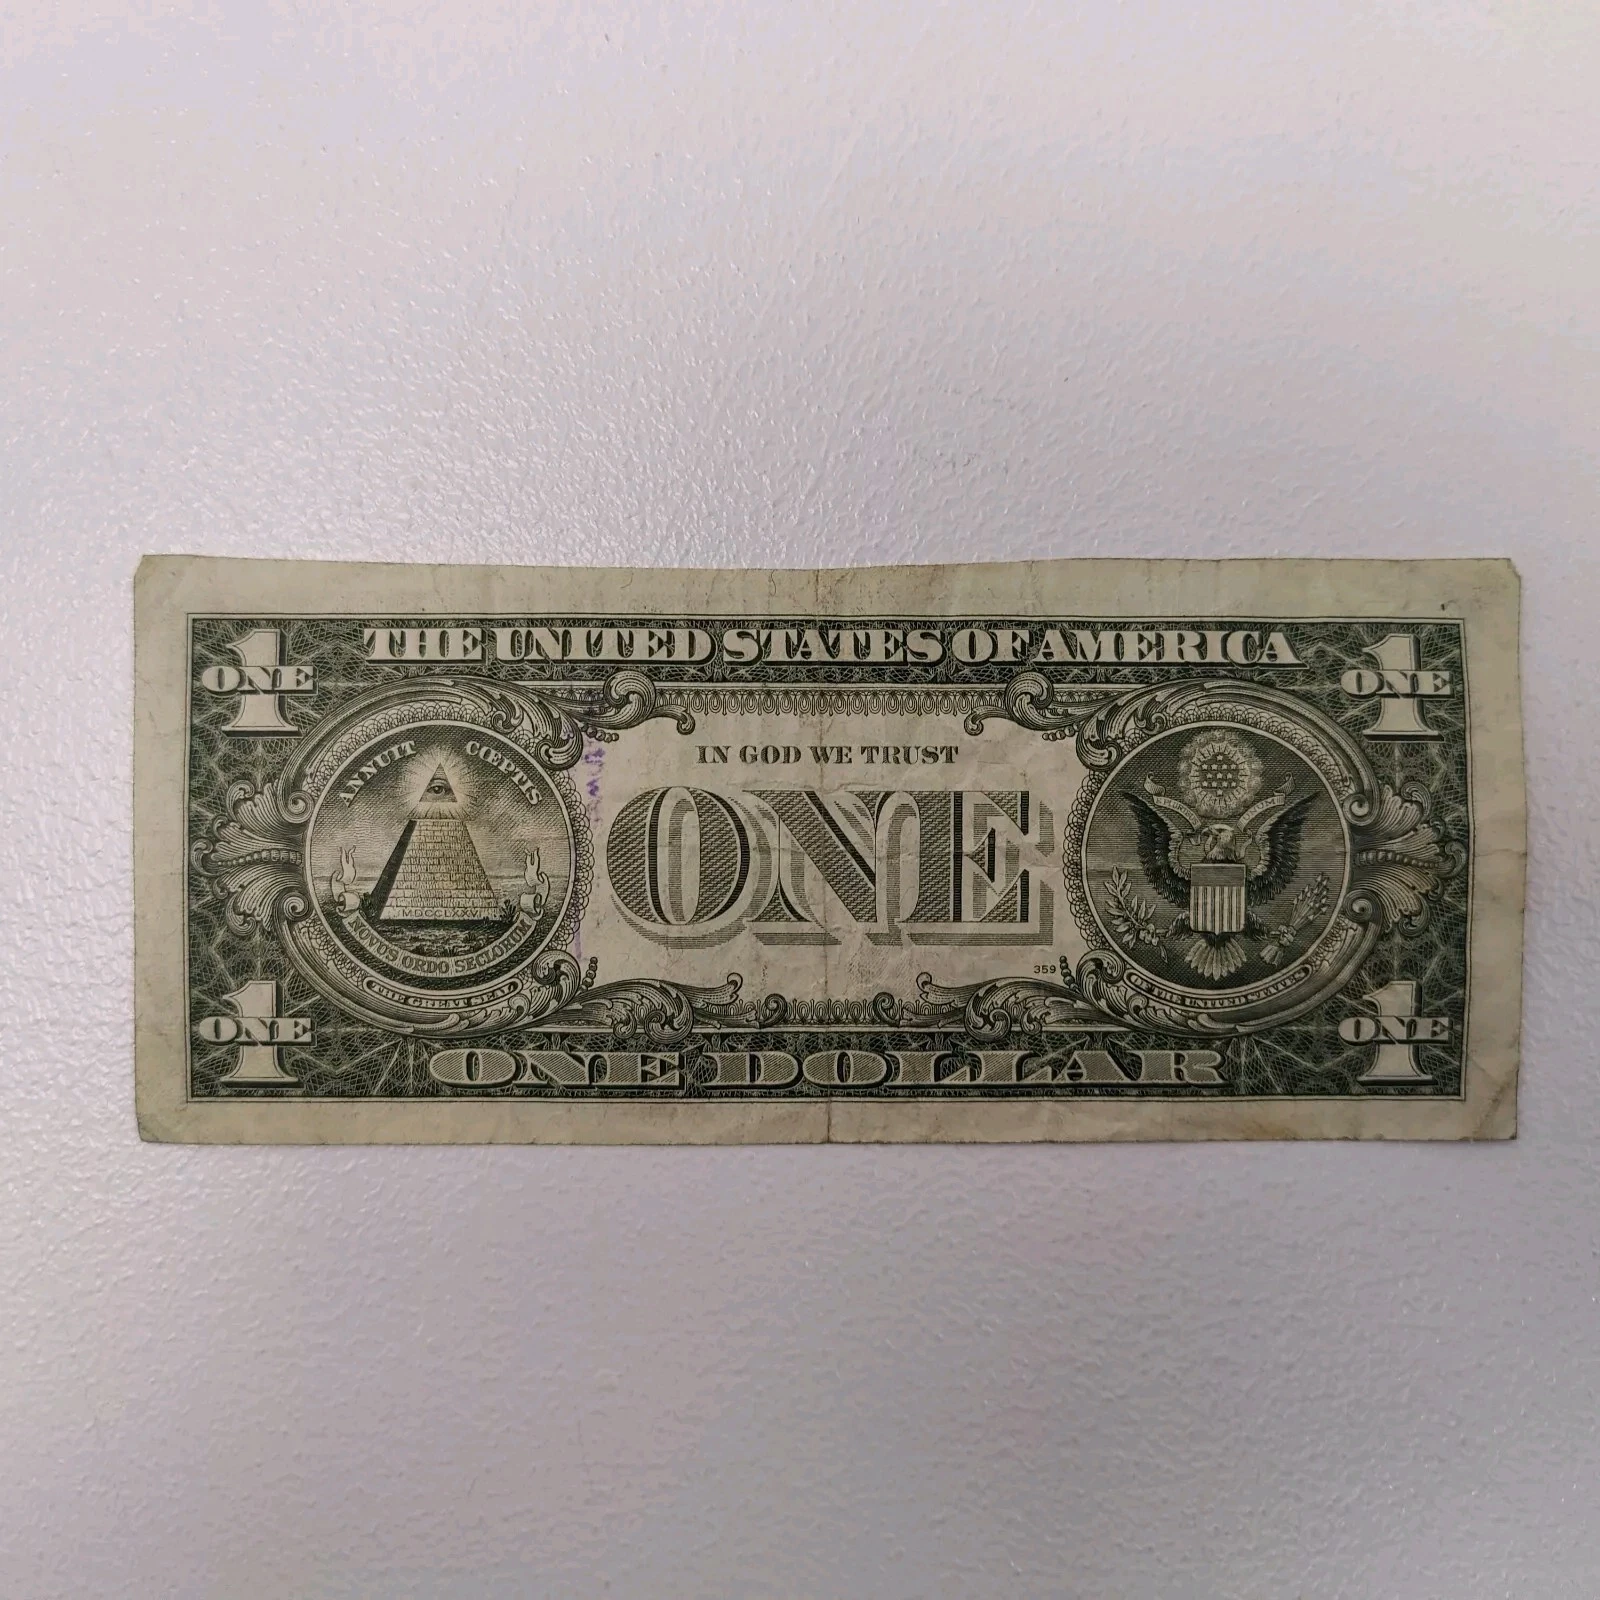 THE UNITED STATES OF AMERICA
1
ONE
1
ONE
IN GOD WE TRUST
ANNUIT CŒPTIS
MDCCLXXVI
NOVUS ORDO SECLORUM
THE GREAT SEAL
ONE
359
OF THE UNITED STATES
1
ONE
1
ONE
ONE DOLLAR